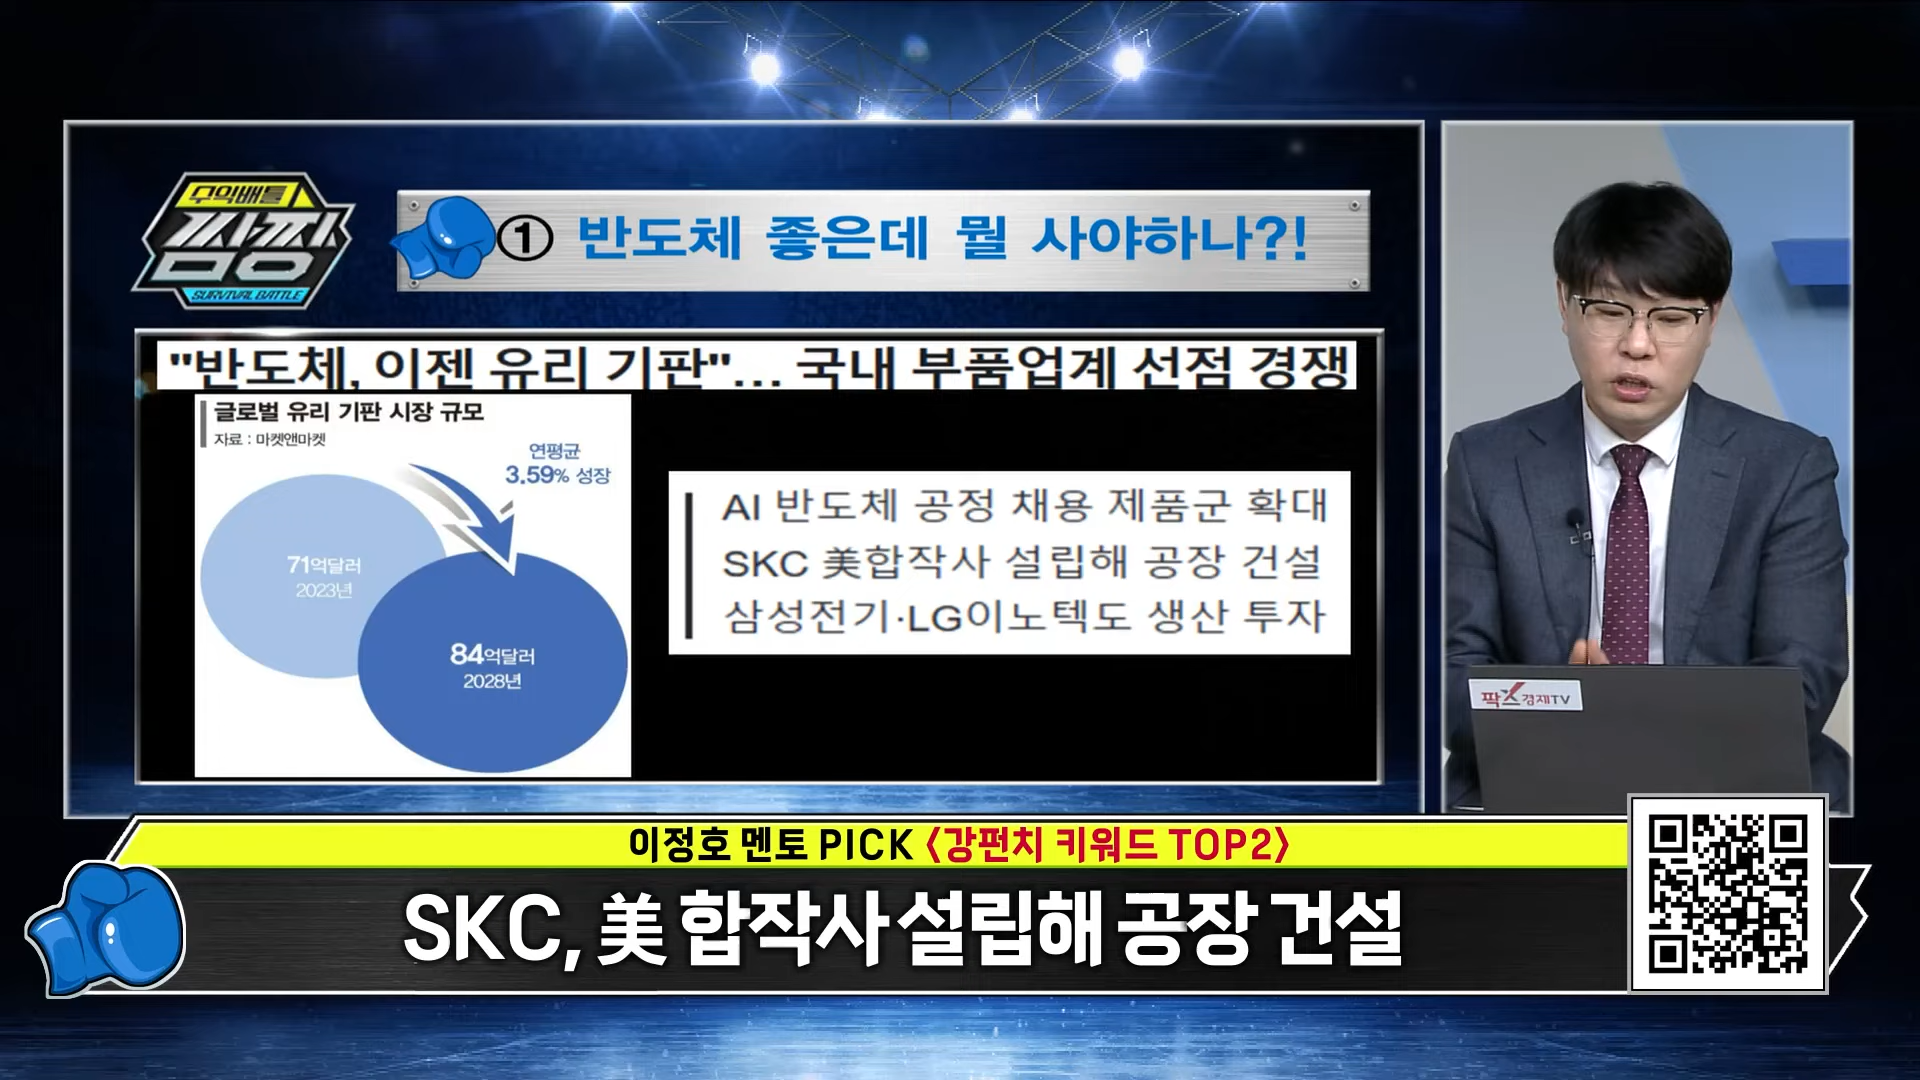 수익배틀
쌈짱
SURVIVAL BATTLE
① 반도체 좋은데 뭘 사야하나?!
"반도체, 이젠 유리 기판"... 국내 부품업계 선점 경쟁
글로벌 유리 기판 시장 규모
자료 : 마켓앤마켓
연평균
3.59% 성장
71억달러
2023년
84억달러
2028년
AI 반도체 공정 채용 제품군 확대
SKC 美합작사 설립해 공장 건설
삼성전기·LG이노텍도 생산 투자
팍스경제TV
이정호 멘토 PICK 〈강펀치 키워드 TOP2〉
SKC, 美 합작사 설립해 공장 건설